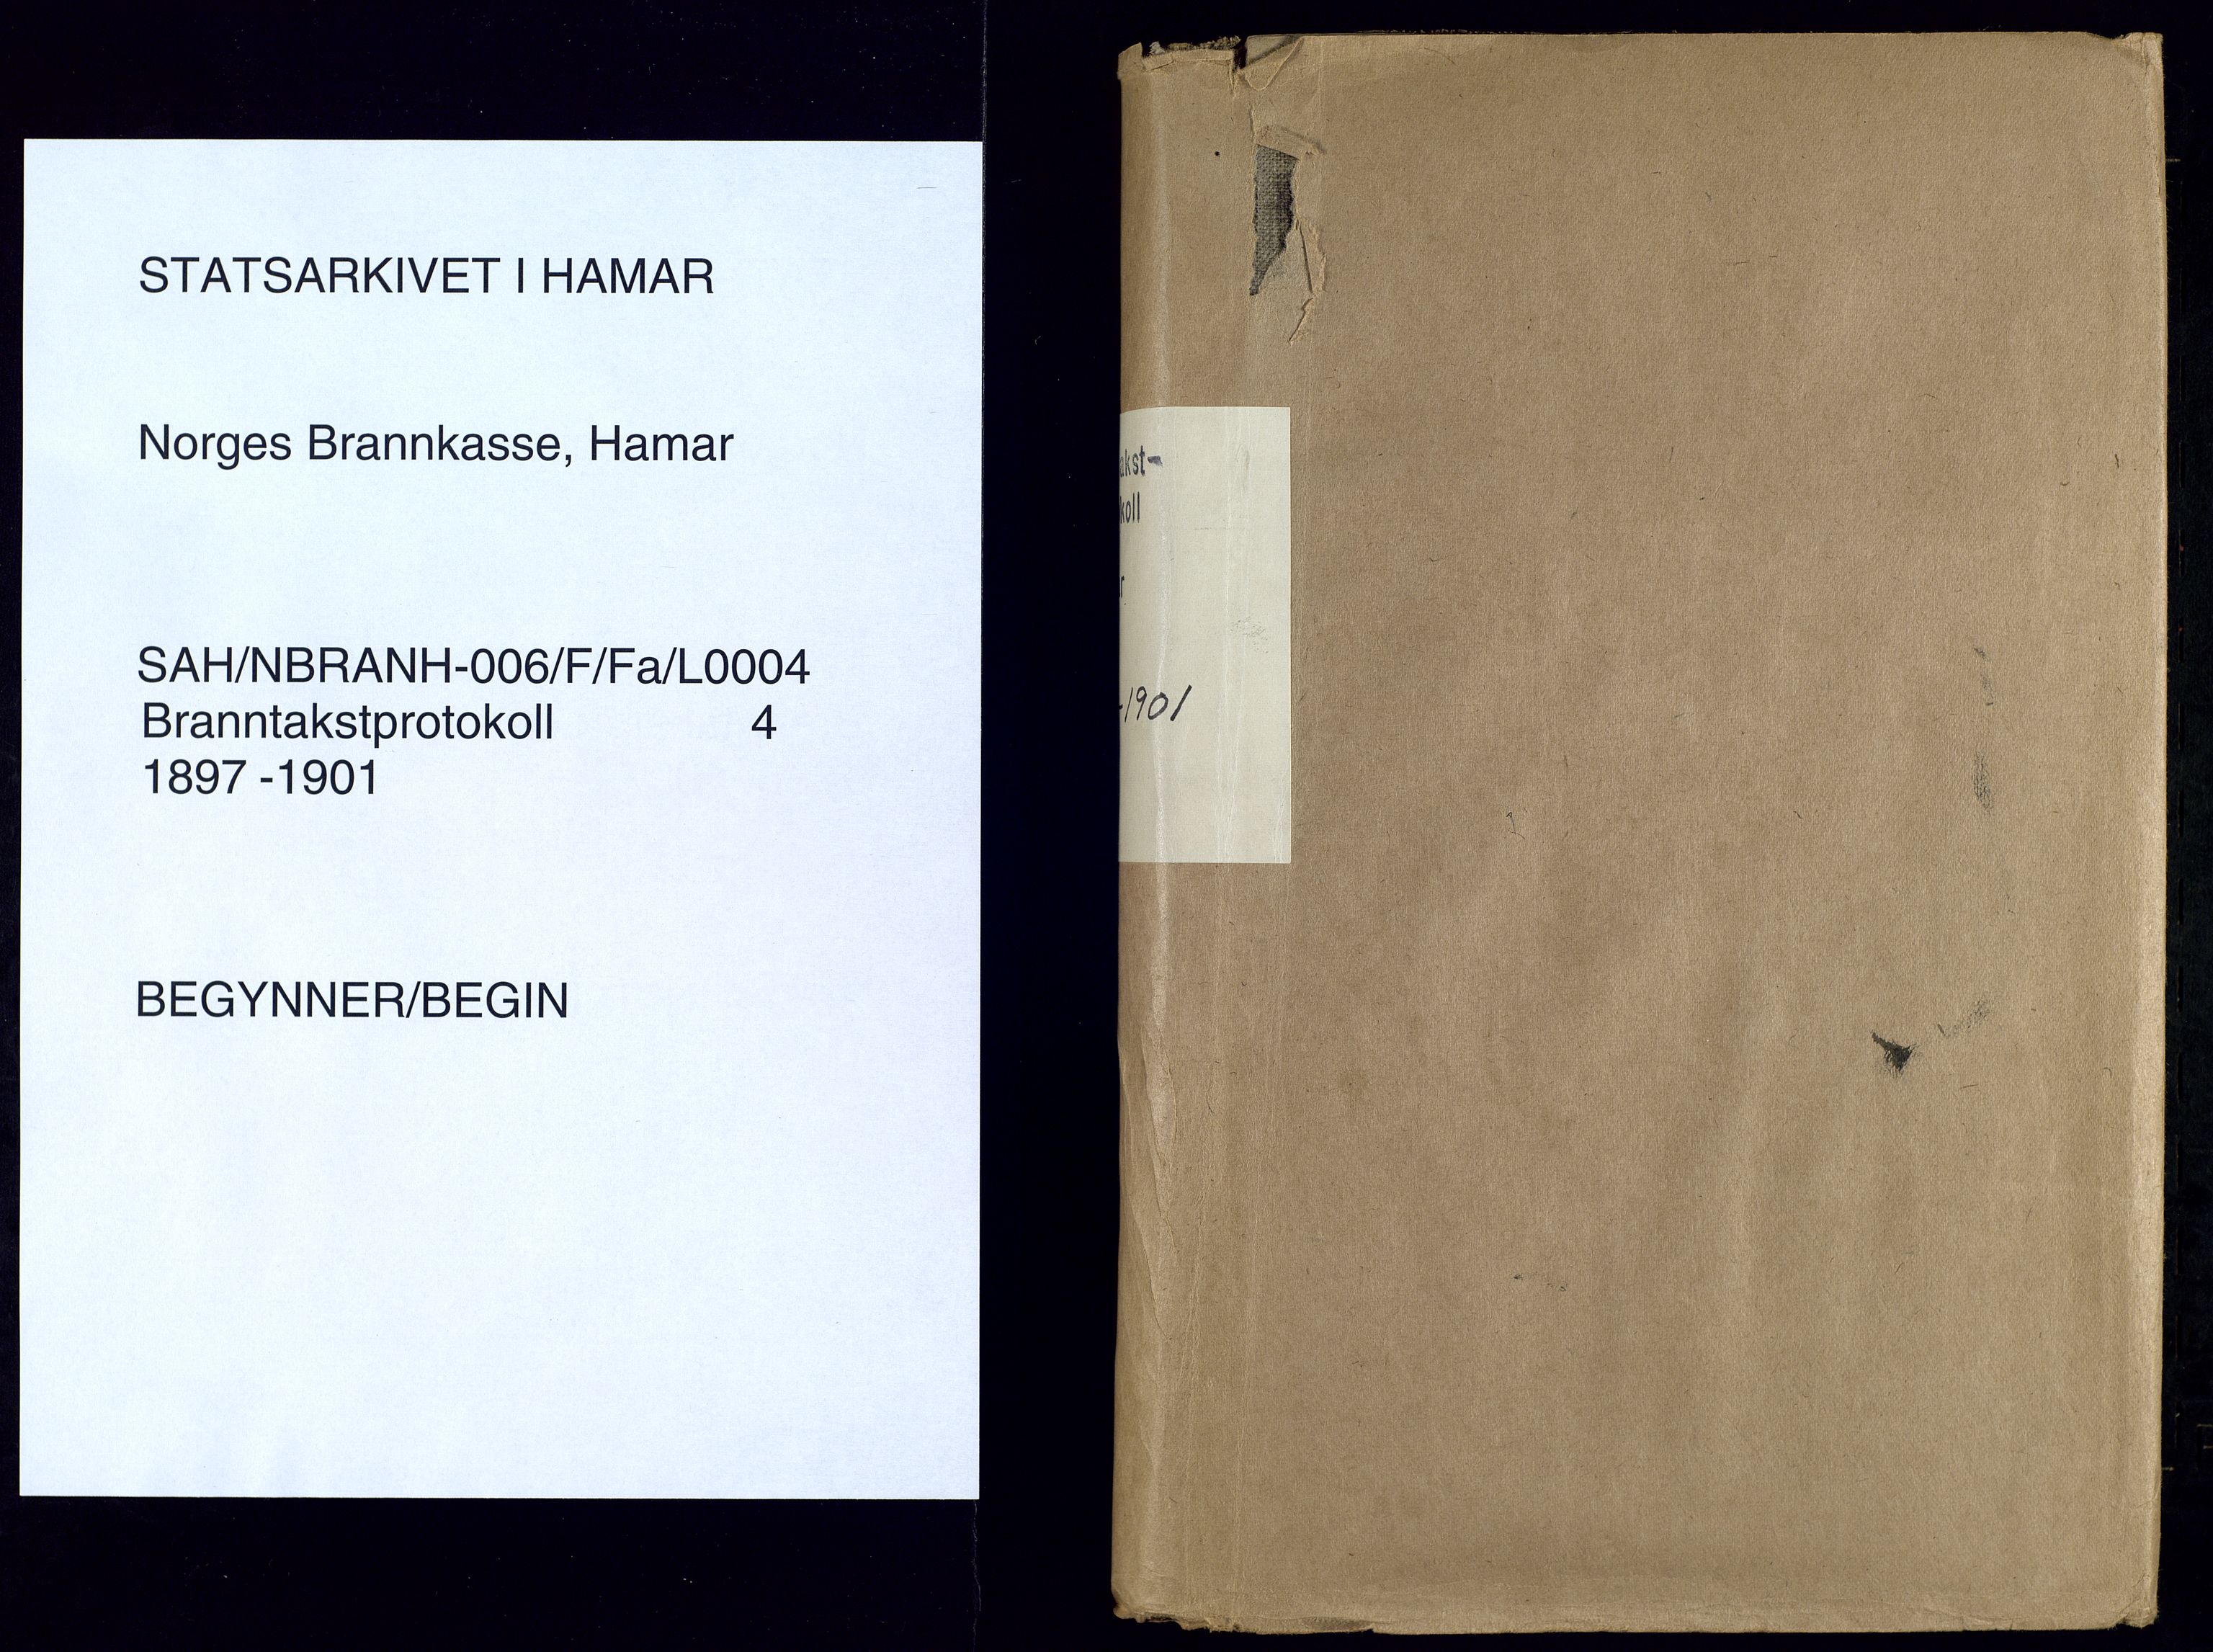 STATSARKIVET I HAMAR
Norges Brannkasse, Hamar
SAH/NBRANH-006/F/Fa/L0004
Branntakstprotokoll 4
1897 -1901
BEGYNNER/BEGIN
akst-
koll
r
-1901